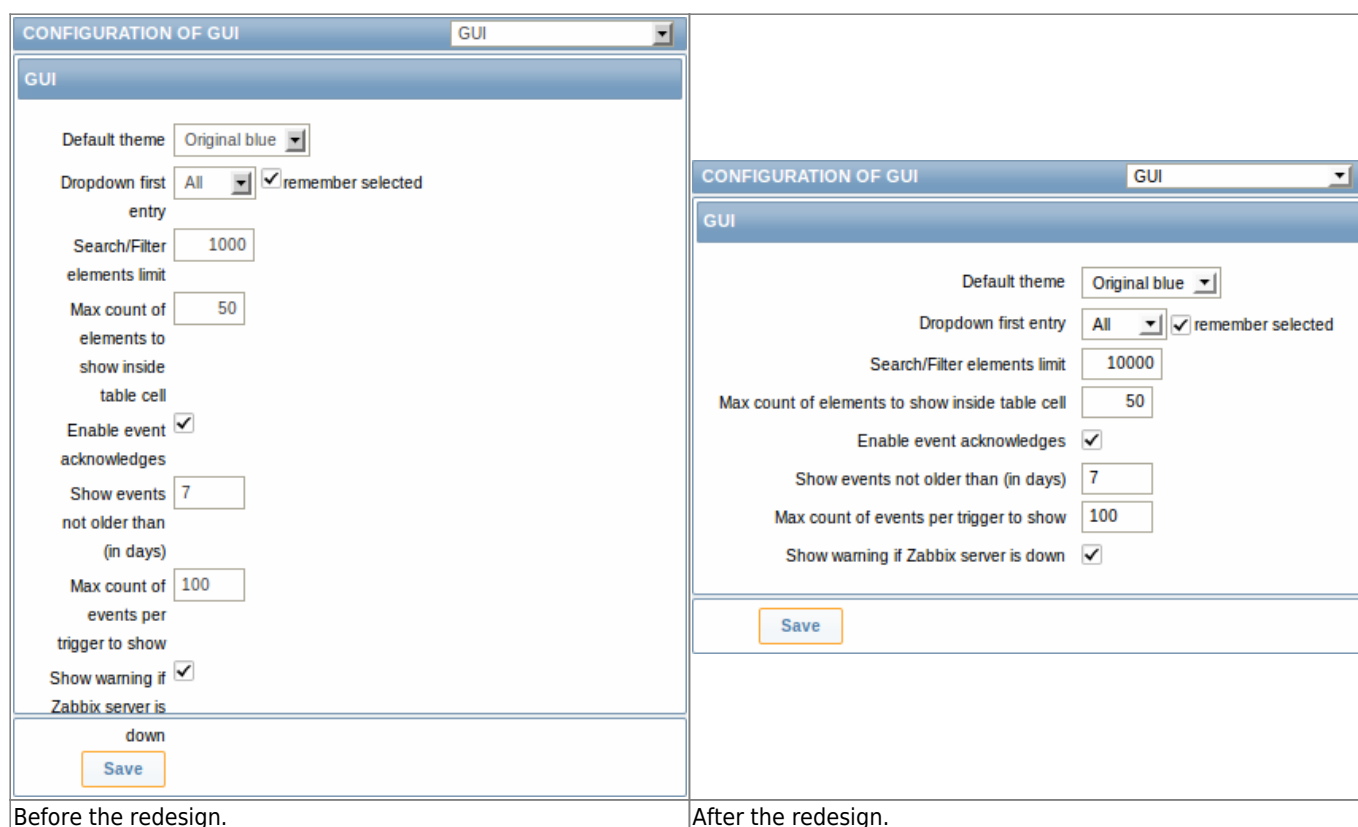 CONFIGURATION OF GUI GUI
GUI
Default theme Original blue
Dropdown first All remember selected
entry
Search/Filter 1000
elements limit
Max count of 50
elements to
show inside
table cell
Enable event
acknowledges
Show events 7
not older than
(in days)
Max count of 100
events per
trigger to show
Show warning if
Zabbix server is
down
Save
Before the redesign.
CONFIGURATION OF GUI GUI
GUI
Default theme Original blue
Dropdown first entry All remember selected
Search/Filter elements limit 10000
Max count of elements to show inside table cell 50
Enable event acknowledges
Show events not older than (in days) 7
Max count of events per trigger to show 100
Show warning if Zabbix server is down
Save
After the redesign.